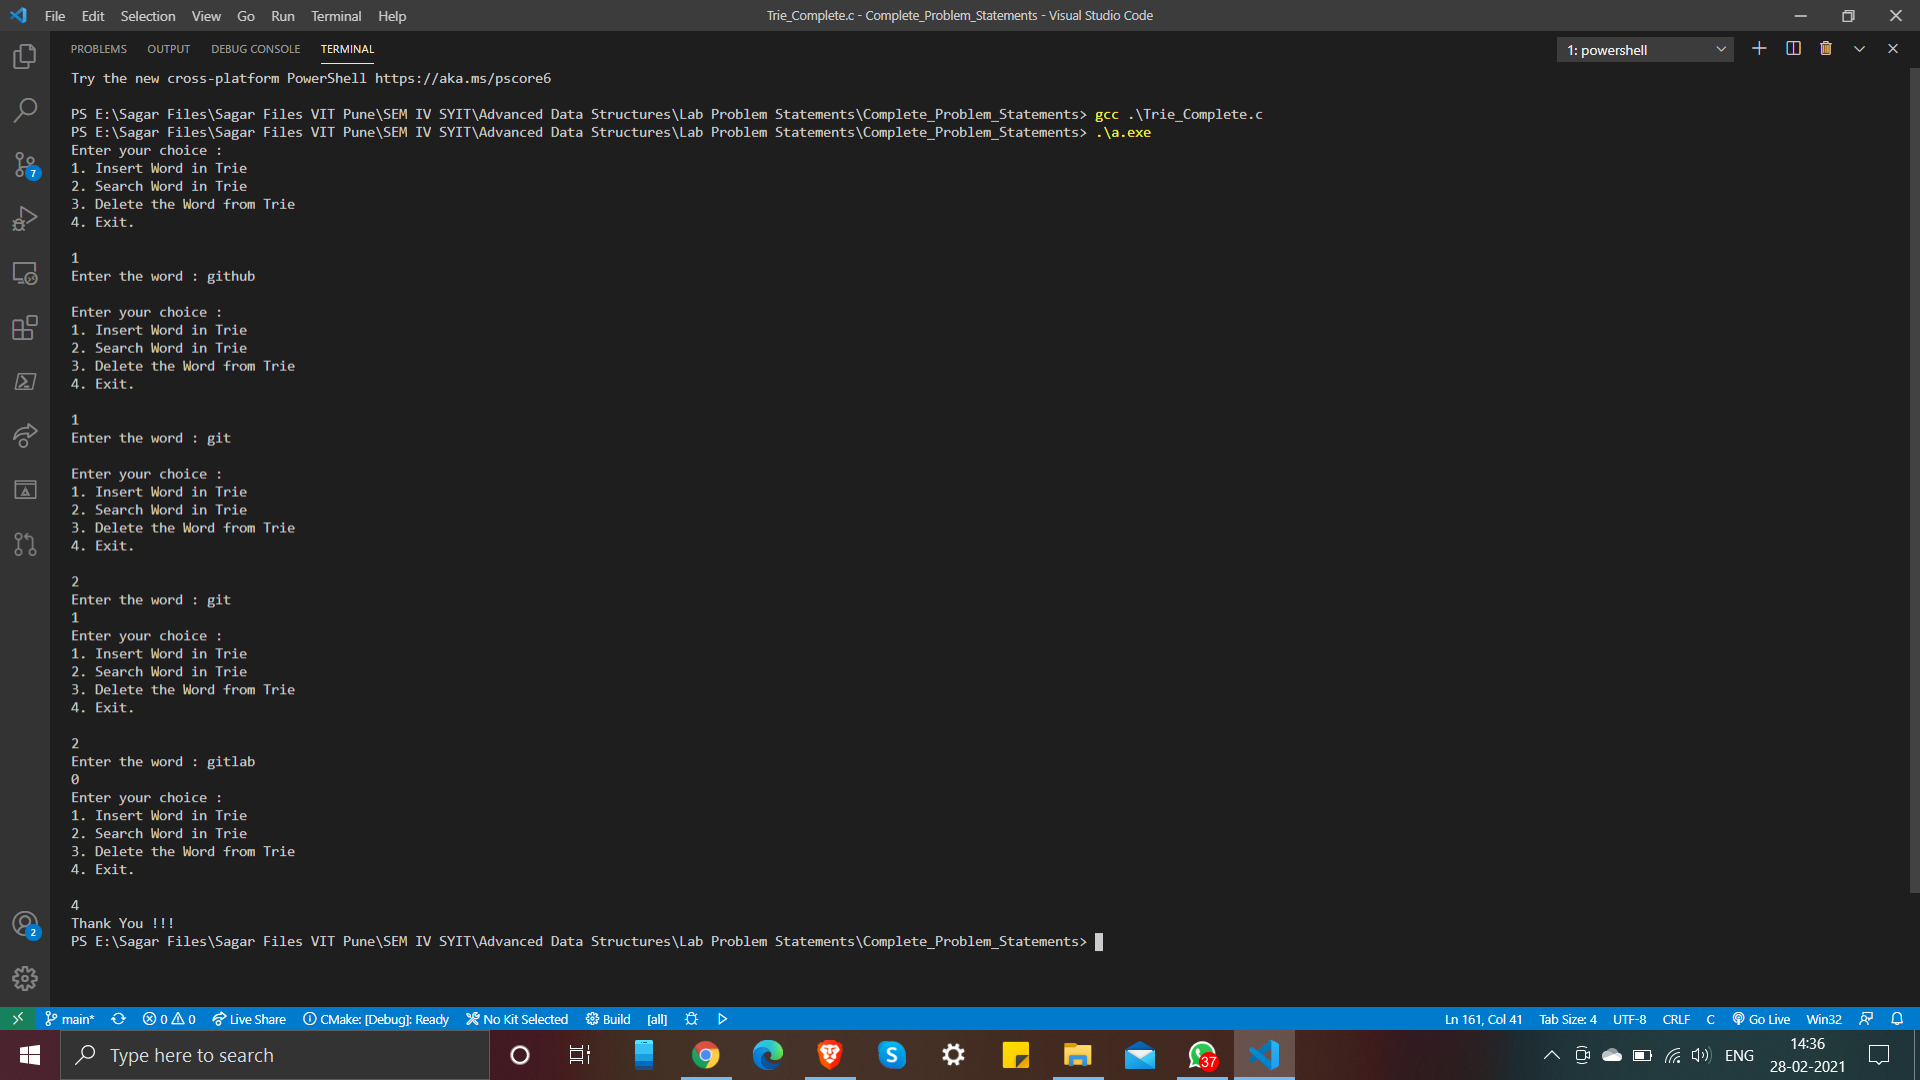 File Edit Selection View Go Run Terminal Help
Trie_Complete.c - Complete_Problem_Statements - Visual Studio Code
PROBLEMS OUTPUT DEBUG CONSOLE TERMINAL
1: powershell
Try the new cross-platform PowerShell https://aka.ms/pscore6
PS E:\Sagar Files\Sagar Files VIT Pune\SEM IV SYIT\Advanced Data Structures\Lab Problem Statements\Complete_Problem_Statements> gcc .\Trie_Complete.c
PS E:\Sagar Files\Sagar Files VIT Pune\SEM IV SYIT\Advanced Data Structures\Lab Problem Statements\Complete_Problem_Statements> .\a.exe
Enter your choice :
1. Insert Word in Trie
2. Search Word in Trie
3. Delete the Word from Trie
4. Exit.
1
Enter the word : github
Enter your choice :
1. Insert Word in Trie
2. Search Word in Trie
3. Delete the Word from Trie
4. Exit.
1
Enter the word : git
Enter your choice :
1. Insert Word in Trie
2. Search Word in Trie
3. Delete the Word from Trie
4. Exit.
2
Enter the word : git
1
Enter your choice :
1. Insert Word in Trie
2. Search Word in Trie
3. Delete the Word from Trie
4. Exit.
2
Enter the word : gitlab
0
Enter your choice :
1. Insert Word in Trie
2. Search Word in Trie
3. Delete the Word from Trie
4. Exit.
4
Thank You !!!
PS E:\Sagar Files\Sagar Files VIT Pune\SEM IV SYIT\Advanced Data Structures\Lab Problem Statements\Complete_Problem_Statements>
7
2
main* 0 0 Live Share CMake: [Debug]: Ready No Kit Selected Build [all] Ln 161, Col 41 Tab Size: 4 UTF-8 CRLF C Go Live Win32
Type here to search
37
ENG
14:36
28-02-2021